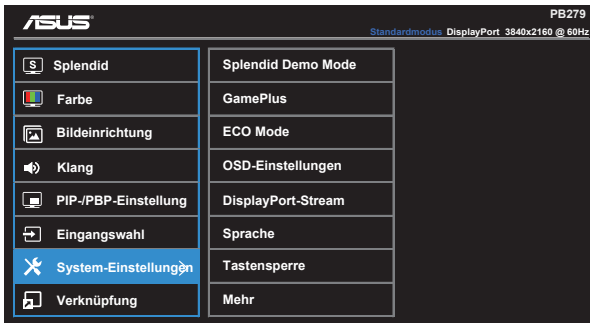 ASUS
PB279
Standardmodus DisplayPort 3840x2160 @ 60Hz
S Splendid
Farbe
Bildeinrichtung
Klang
PIP-/PBP-Einstellung
Eingangswahl
System-Einstellungen
Verknüpfung
Splendid Demo Mode
GamePlus
ECO Mode
OSD-Einstellungen
DisplayPort-Stream
Sprache
Tastensperre
Mehr